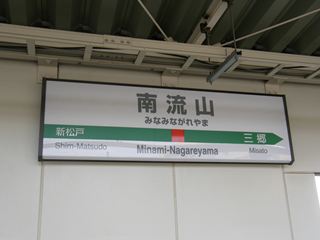 南流山
みなみながれやま
新松戸
三郷
Shim-Matsudo
Minami-Nagareyama
Misato